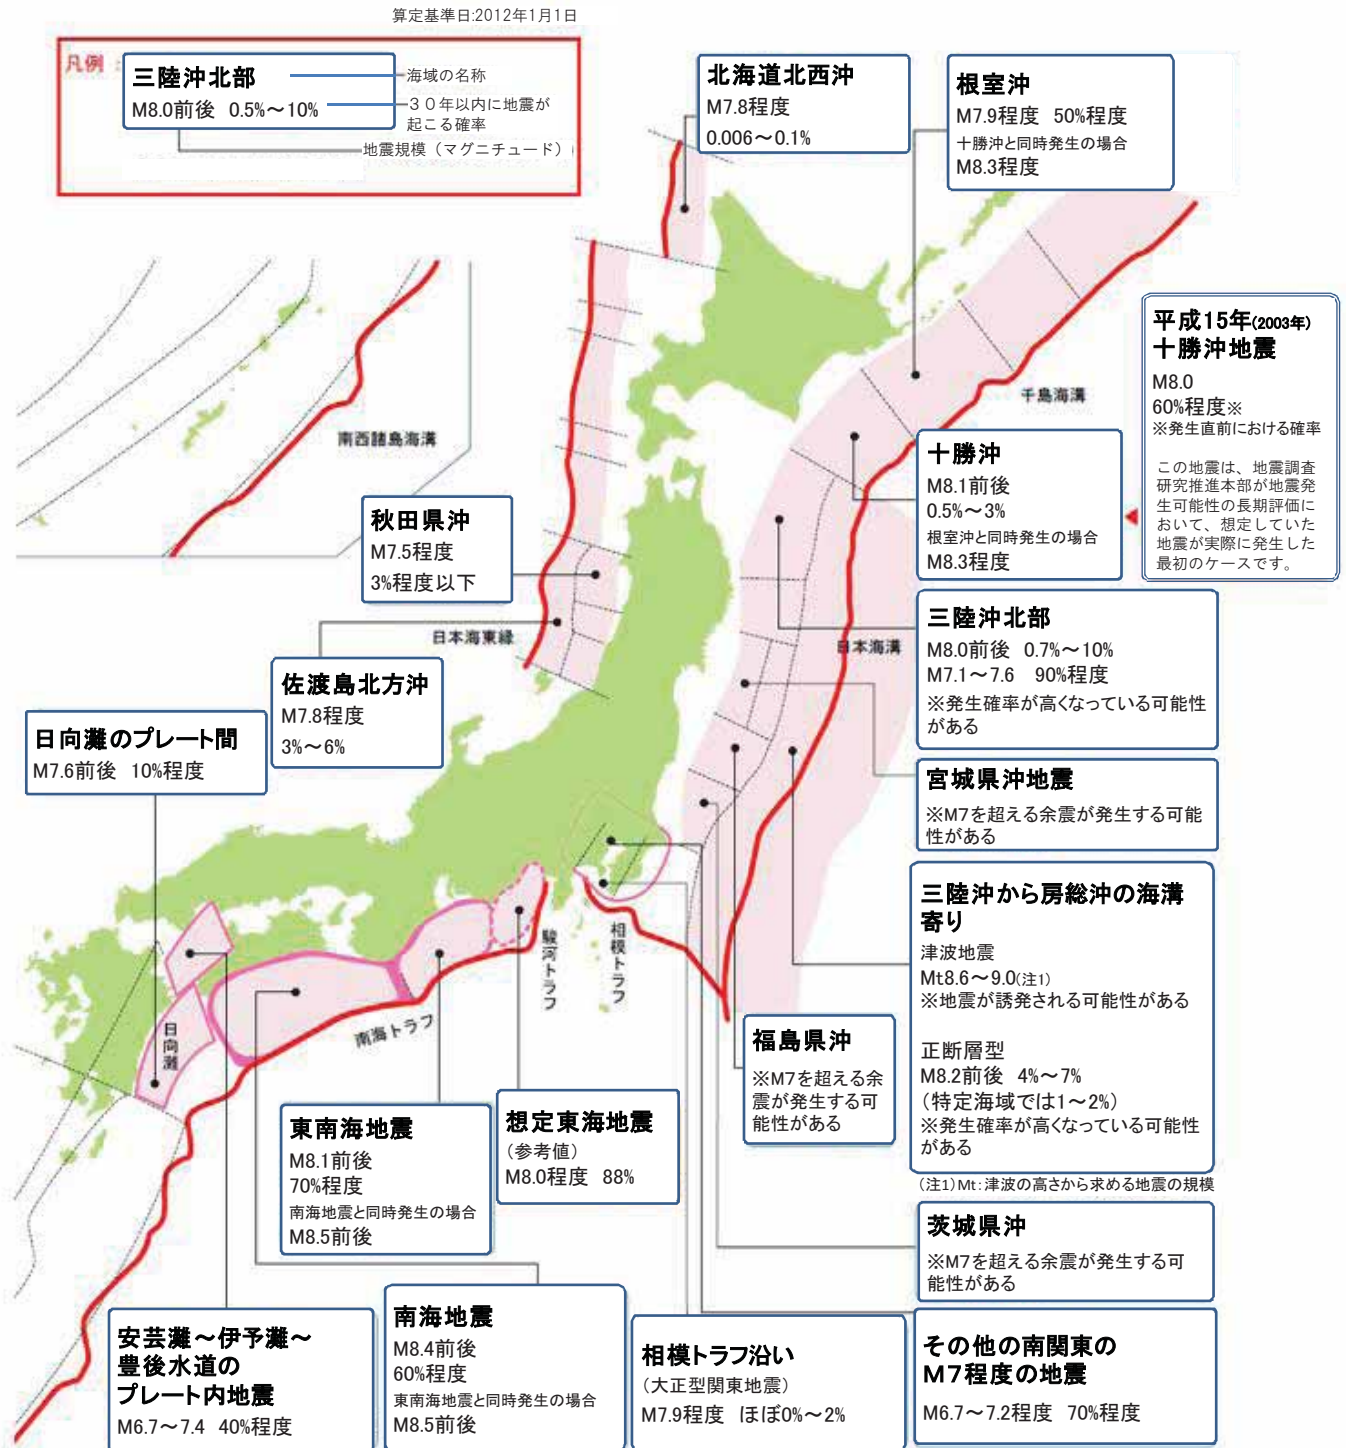 算定基準日:2012年1月1日
凡例：
三陸沖北部
M8.0前後 0.5%～10%
海域の名称
３０年以内に地震が
起こる確率
地震規模（マグニチュード）
北海道北西沖
M7.8程度
0.006～0.1%
根室沖
M7.9程度 50%程度
十勝沖と同時発生の場合
M8.3程度
平成15年(2003年)
十勝沖地震
M8.0
60%程度※
※発生直前における確率
この地震は、地震調査
研究推進本部が地震発
生可能性の長期評価に
おいて、想定していた
地震が実際に発生した
最初のケースです。
千島海溝
南西諸島海溝
十勝沖
M8.1前後
0.5%～3%
根室沖と同時発生の場合
M8.3程度
秋田県沖
M7.5程度
3%程度以下
日本海東縁
三陸沖北部
M8.0前後 0.7%～10%
M7.1～7.6 90%程度
※発生確率が高くなっている可能性
がある
日本海溝
佐渡島北方沖
M7.8程度
3%～6%
日向灘のプレート間
M7.6前後 10%程度
宮城県沖地震
※M7を超える余震が発生する可能
性がある
三陸沖から房総沖の海溝
寄り
津波地震
Mt8.6～9.0(注1)
※地震が誘発される可能性がある
正断層型
M8.2前後 4%～7%
(特定海域では1～2%)
※発生確率が高くなっている可能性
がある
(注1)Mt:津波の高さから求める地震の規模
駿河トラフ
相模トラフ
南海トラフ
日向灘
福島県沖
※M7を超える余
震が発生する可
能性がある
東南海地震
M8.1前後
70%程度
南海地震と同時発生の場合
M8.5前後
想定東海地震
(参考値)
M8.0程度 88%
茨城県沖
※M7を超える余震が発生する可
能性がある
安芸灘～伊予灘～
豊後水道の
プレート内地震
M6.7～7.4 40%程度
南海地震
M8.4前後
60%程度
東南海地震と同時発生の場合
M8.5前後
相模トラフ沿い
(大正型関東地震)
M7.9程度 ほぼ0%～2%
その他の南関東の
M7程度の地震
M6.7～7.2程度 70%程度